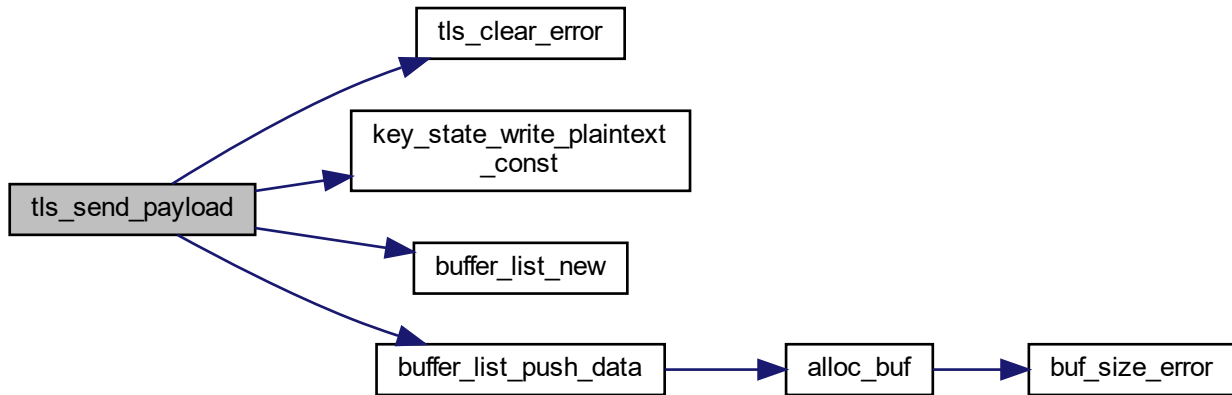 tls_clear_error
key_state_write_plaintext
_const
tls_send_payload
buffer_list_new
buffer_list_push_data
alloc_buf
buf_size_error